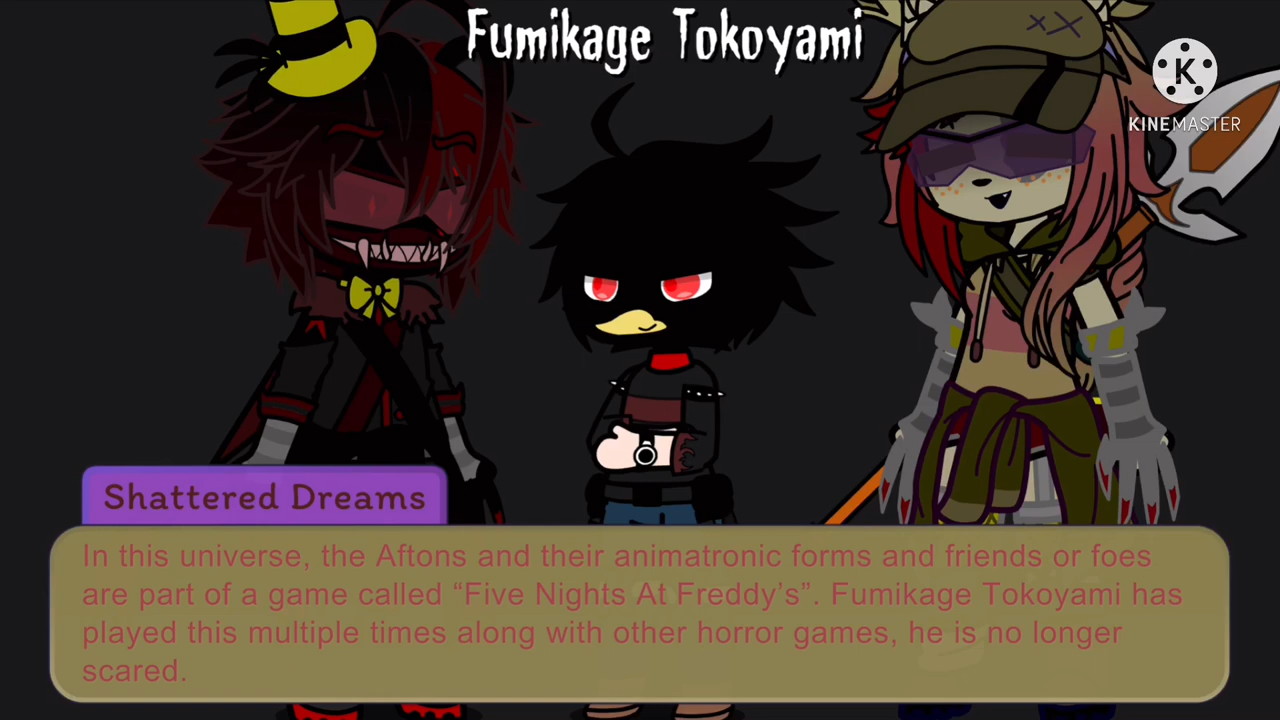 Fumikage Tokoyami
K
KINEMASTER
Shattered Dreams
In this universe, the Aftons and their animatronic forms and friends or foes
are part of a game called “Five Nights At Freddy’s”. Fumikage Tokoyami has
played this multiple times along with other horror games, he is no longer
scared.